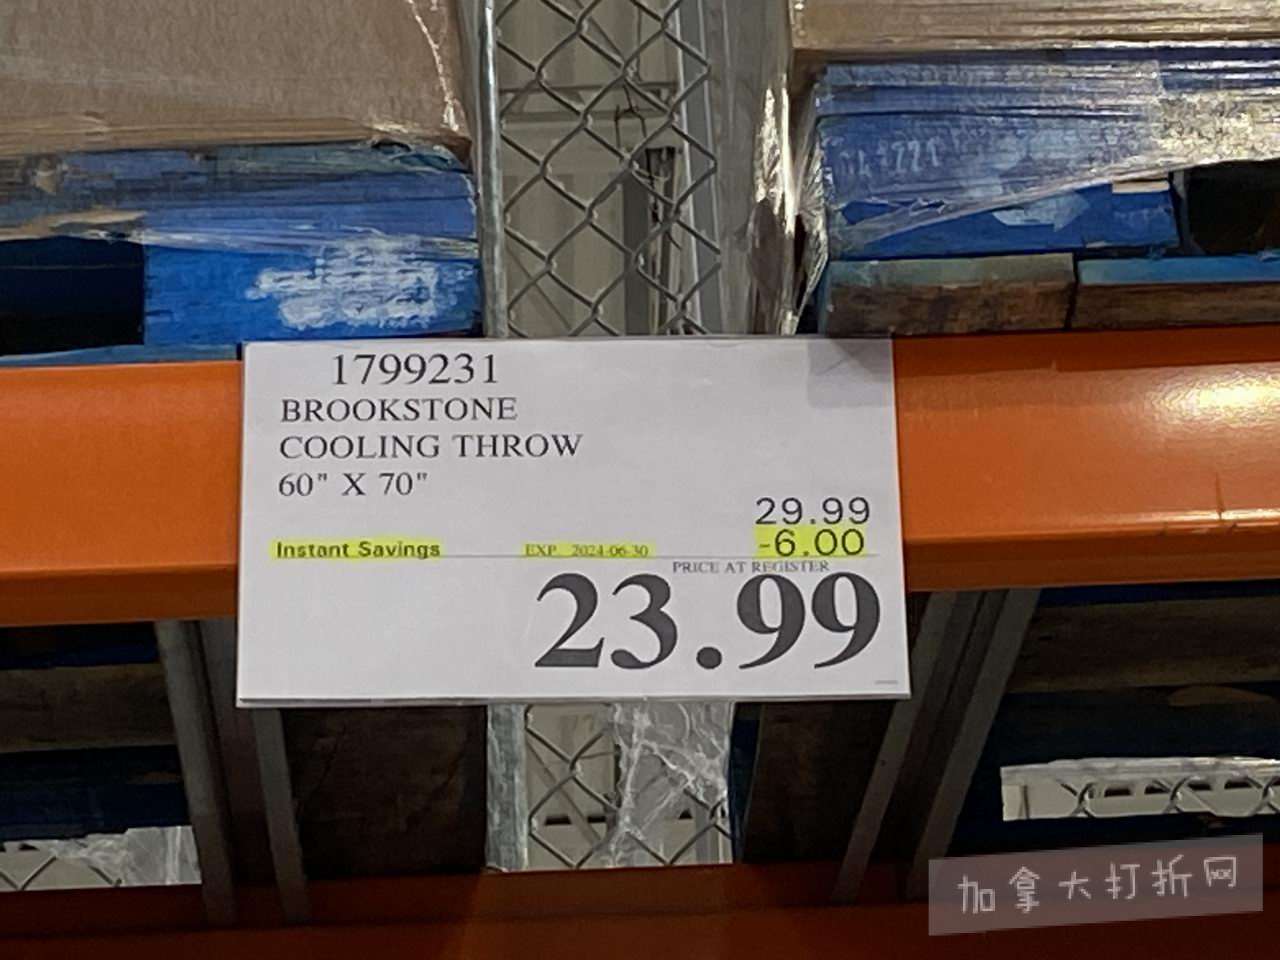 1799231
BROOKSTONE
COOLING THROW
60" X 70"
29.99
Instant Savings EXP. 2024-06-30 -6.00
PRICE AT REGISTER
23.99
加拿大打折网